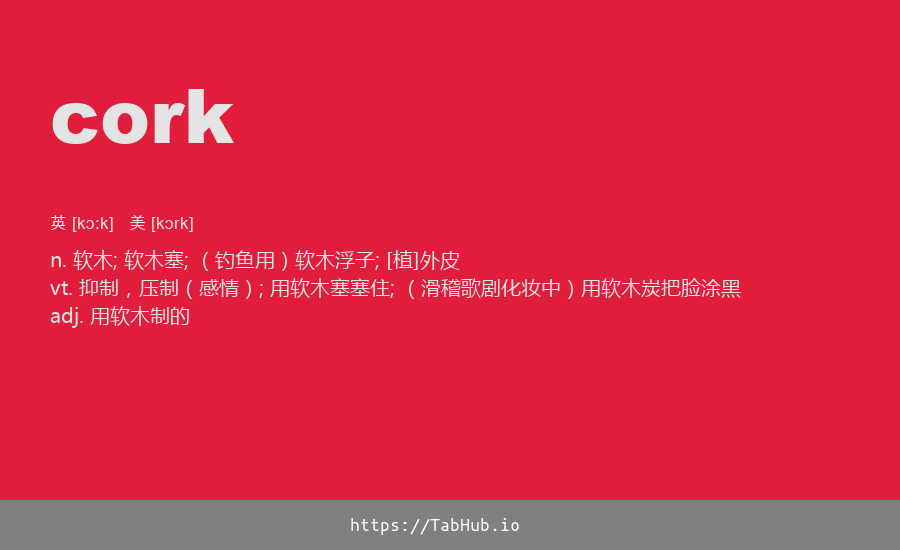 cork
英 [kɔːk] 美 [kɔrk]
n. 软木; 软木塞; （钓鱼用）软木浮子; [植]外皮
vt. 抑制，压制（感情）; 用软木塞塞住; （滑稽歌剧化妆中）用软木炭把脸涂黑
adj. 用软木制的
https://TabHub.io